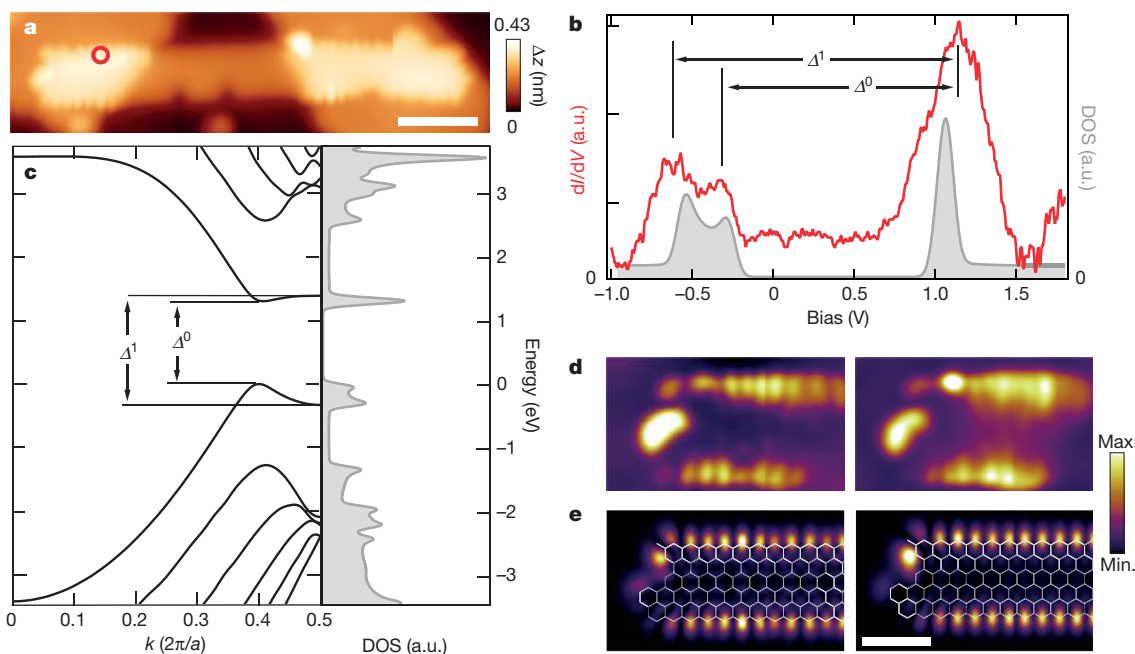 a
0.43
Δz (nm)
0
b
Δ¹
Δ⁰
dI/dV (a.u.)
DOS (a.u.)
0
0
−1.0
−0.5
0
0.5
1.0
1.5
Bias (V)
c
Δ¹
Δ⁰
3
2
1
0
−1
−2
−3
Energy (eV)
0
0.1
0.2
0.3
0.4
0.5
k (2π/a)
DOS (a.u.)
d
e
Max.
Min.